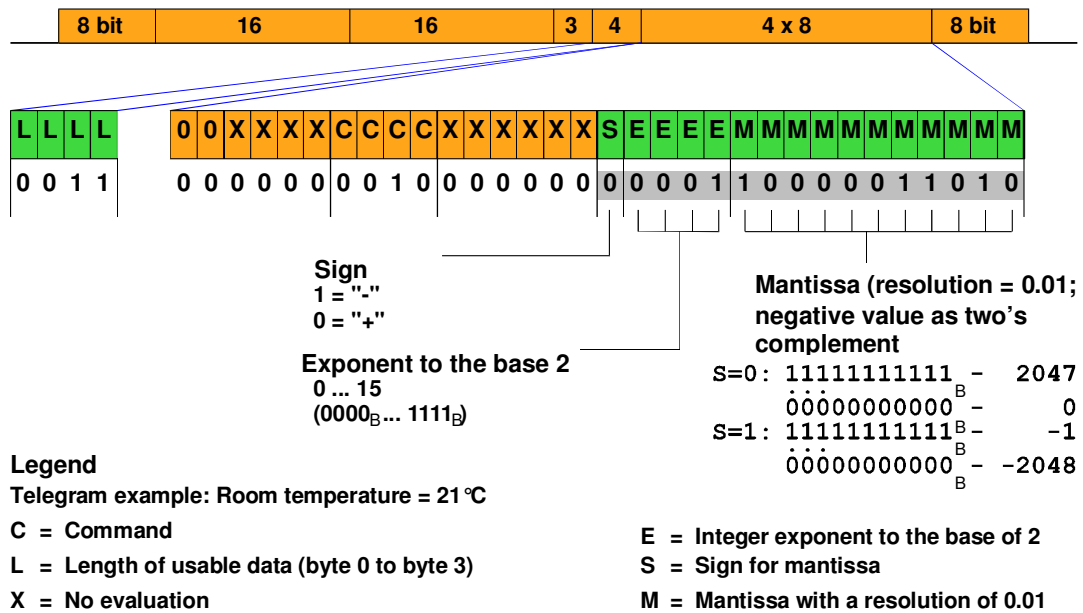 8 bit 16 16 3 4 4 x 8 8 bit
L L L L 0 0 X X X X C C C C X X X X X X S E E E E M M M M M M M M M M M
0 0 1 1 0 0 0 0 0 0 0 0 1 0 0 0 0 0 0 0 0 0 0 0 1 1 0 0 0 0 0 1 1 0 1 0
Sign
1 = "-"
0 = "+"
Exponent to the base 2
0 ... 15
(0000B ... 1111B)
Mantissa (resolution = 0.01;
negative value as two's
complement
S=0: 11111111111B - 2047
...
00000000000B - 0
S=1: 11111111111B - -1
...
00000000000B - -2048
Legend
Telegram example: Room temperature = 21 °C
C = Command
L = Length of usable data (byte 0 to byte 3)
X = No evaluation
E = Integer exponent to the base of 2
S = Sign for mantissa
M = Mantissa with a resolution of 0.01